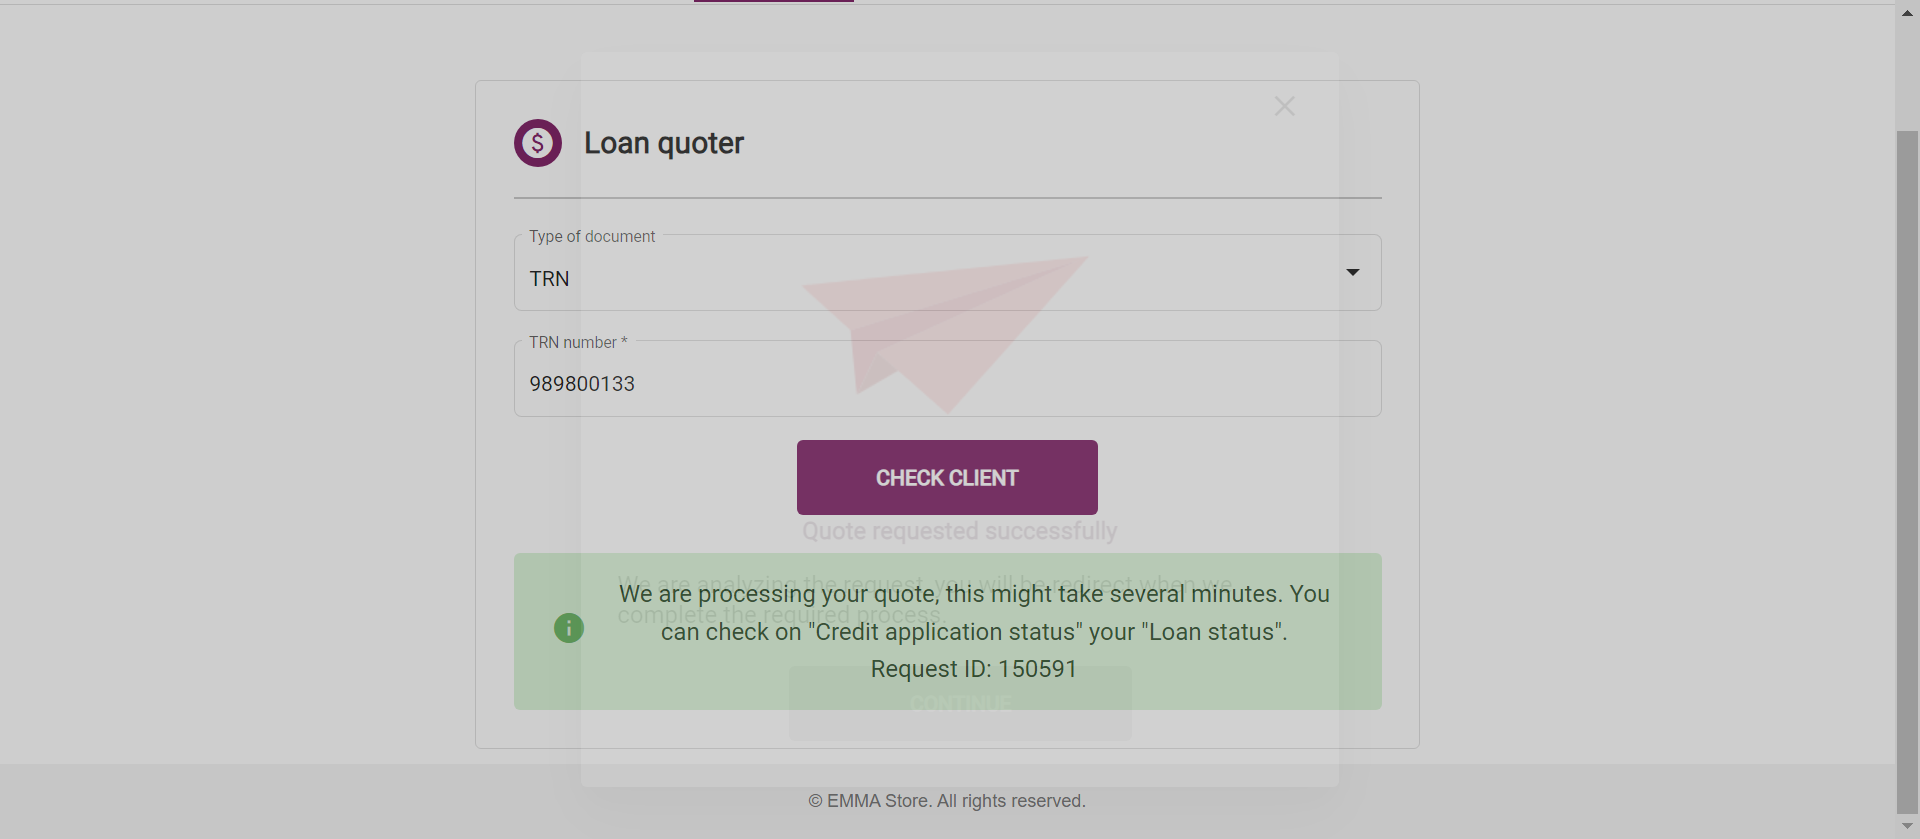 $
Loan quoter
Type of document
TRN
TRN number *
989800133
CHECK CLIENT
Quote requested successfully
We are analyzing the request, you will be redirect when we
complete the required process.
We are processing your quote, this might take several minutes. You
can check on "Credit application status" your "Loan status".
Request ID: 150591
CONTINUE
© EMMA Store. All rights reserved.